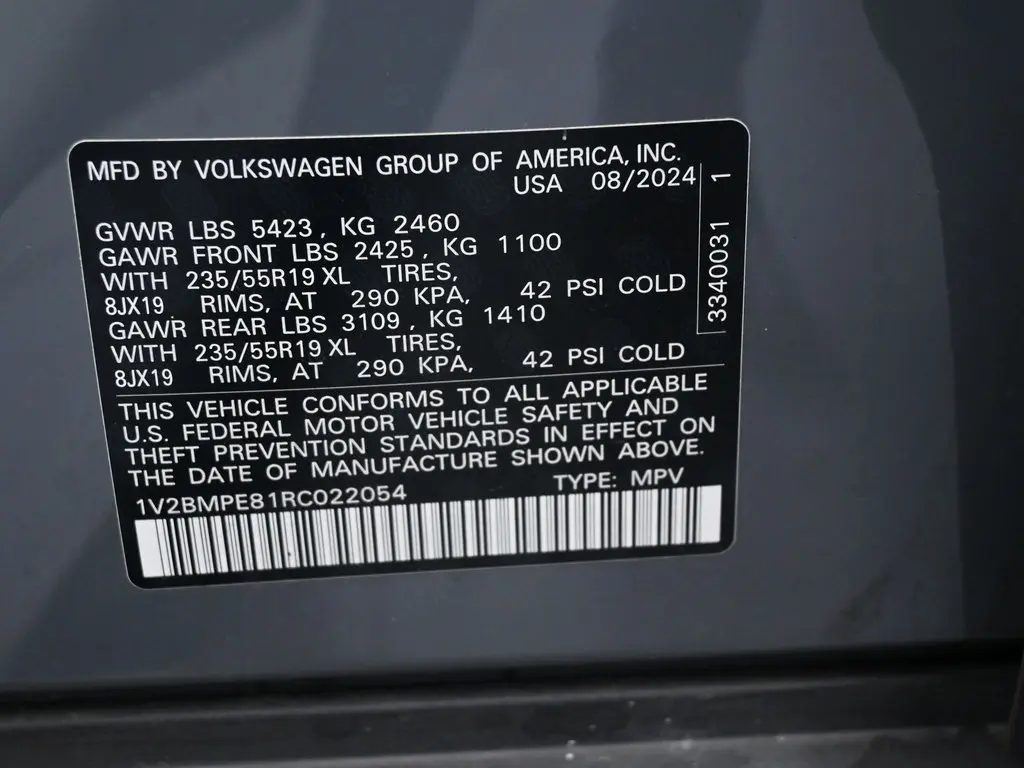 MFD BY VOLKSWAGEN GROUP OF AMERICA, INC.
USA 08/2024
GVWR LBS 5423, KG 2460
GAWR FRONT LBS 2425, KG 1100
WITH 235/55R19 XL TIRES,
8JX19 RIMS, AT 290 KPA, 42 PSI COLD
GAWR REAR LBS 3109, KG 1410
WITH 235/55R19 XL TIRES,
8JX19 RIMS, AT 290 KPA, 42 PSI COLD
3340031 1
THIS VEHICLE CONFORMS TO ALL APPLICABLE
U.S. FEDERAL MOTOR VEHICLE SAFETY AND
THEFT PREVENTION STANDARDS IN EFFECT ON
THE DATE OF MANUFACTURE SHOWN ABOVE.
1V2BMPE81RC022054 TYPE: MPV